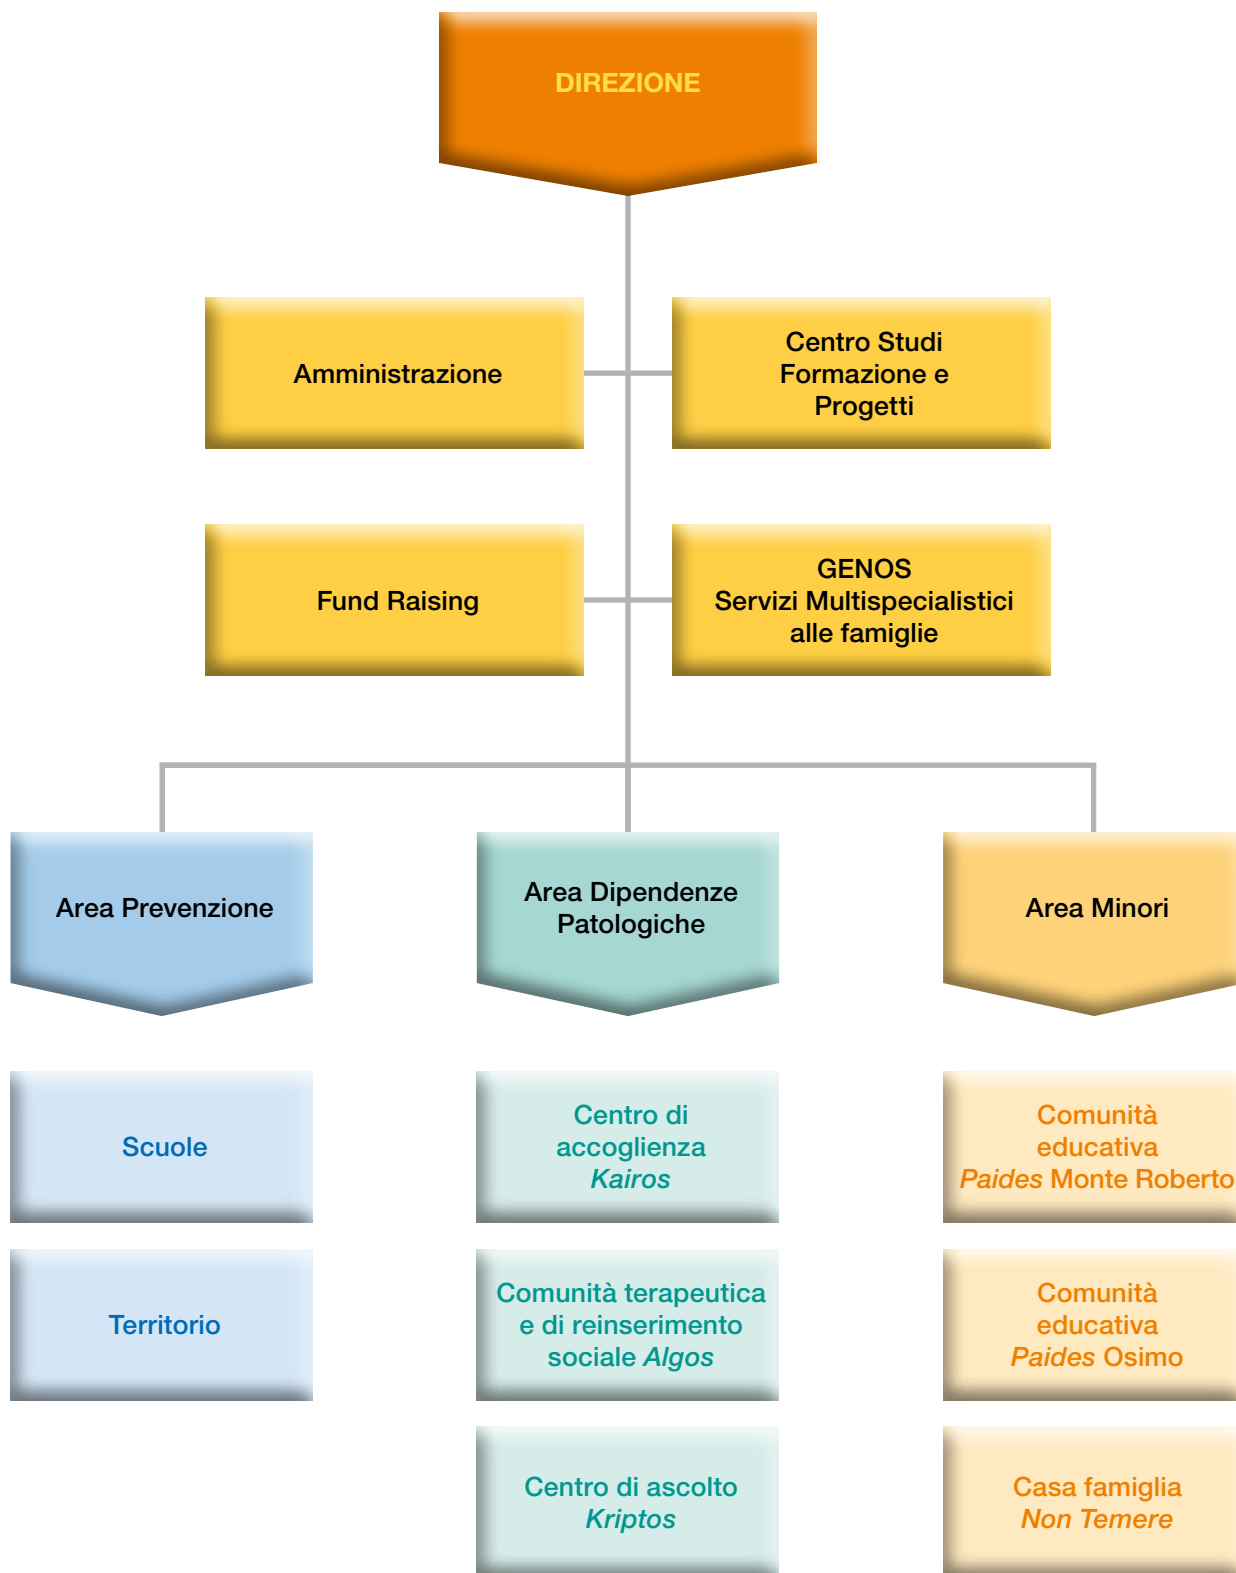 DIREZIONE
Amministrazione
Centro Studi
Formazione e
Progetti
Fund Raising
GENOS
Servizi Multispecialistici
alle famiglie
Area Prevenzione
Area Dipendenze
Patologiche
Area Minori
Scuole
Centro di
accoglienza
Kairos
Comunità
educativa
Paides Monte Roberto
Territorio
Comunità terapeutica
e di reinserimento
sociale Algos
Comunità
educativa
Paides Osimo
Centro di ascolto
Kriptos
Casa famiglia
Non Temere